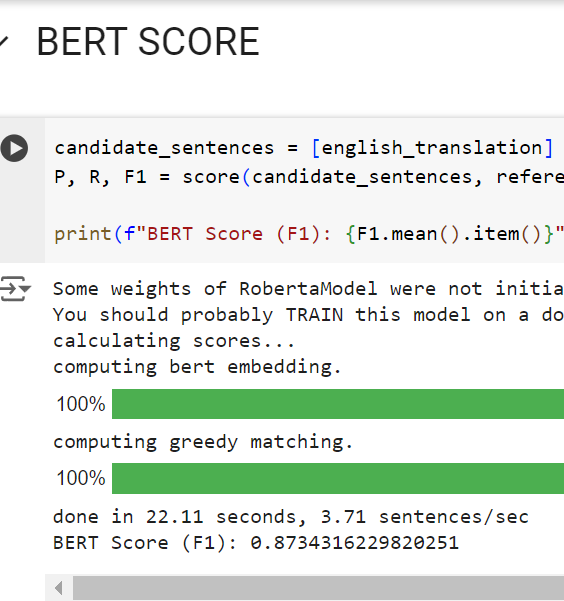 BERT SCORE
candidate_sentences = [english_translation]
P, R, F1 = score(candidate_sentences, refere
print(f"BERT Score (F1): {F1.mean().item()}"
Some weights of RobertaModel were not initia
You should probably TRAIN this model on a do
calculating scores...
computing bert embedding.
100%
computing greedy matching.
100%
done in 22.11 seconds, 3.71 sentences/sec
BERT Score (F1): 0.8734316229820251